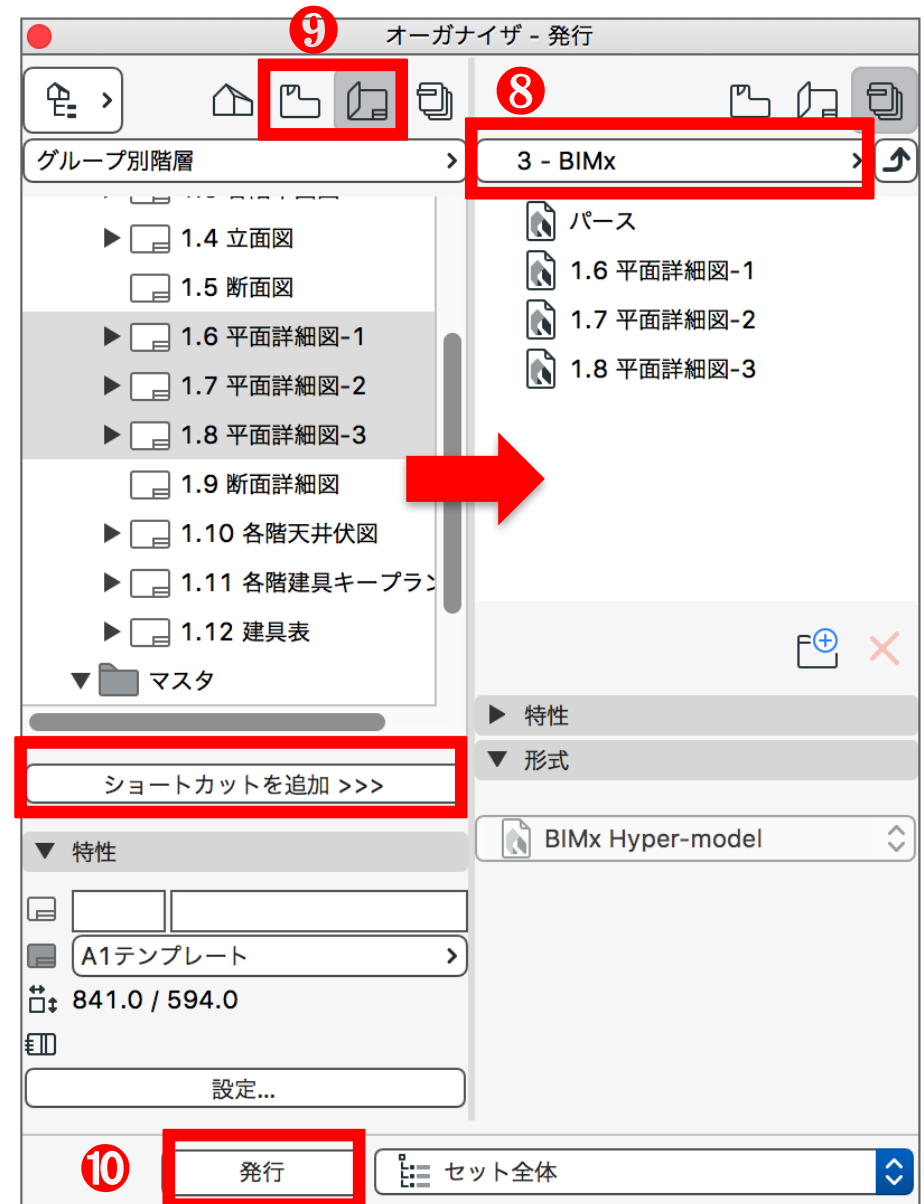 ❾
オーガナイザ - 発行
❽
グループ別階層
3 - BIMx
1.4 立面図
1.5 断面図
1.6 平面詳細図-1
1.7 平面詳細図-2
1.8 平面詳細図-3
1.9 断面詳細図
1.10 各階天井伏図
1.11 各階建具キープラン
1.12 建具表
マスタ
パース
1.6 平面詳細図-1
1.7 平面詳細図-2
1.8 平面詳細図-3
ショートカットを追加 >>>
特性
A1テンプレート
841.0 / 594.0
設定...
特性
形式
BIMx Hyper-model
❿
発行
セット全体